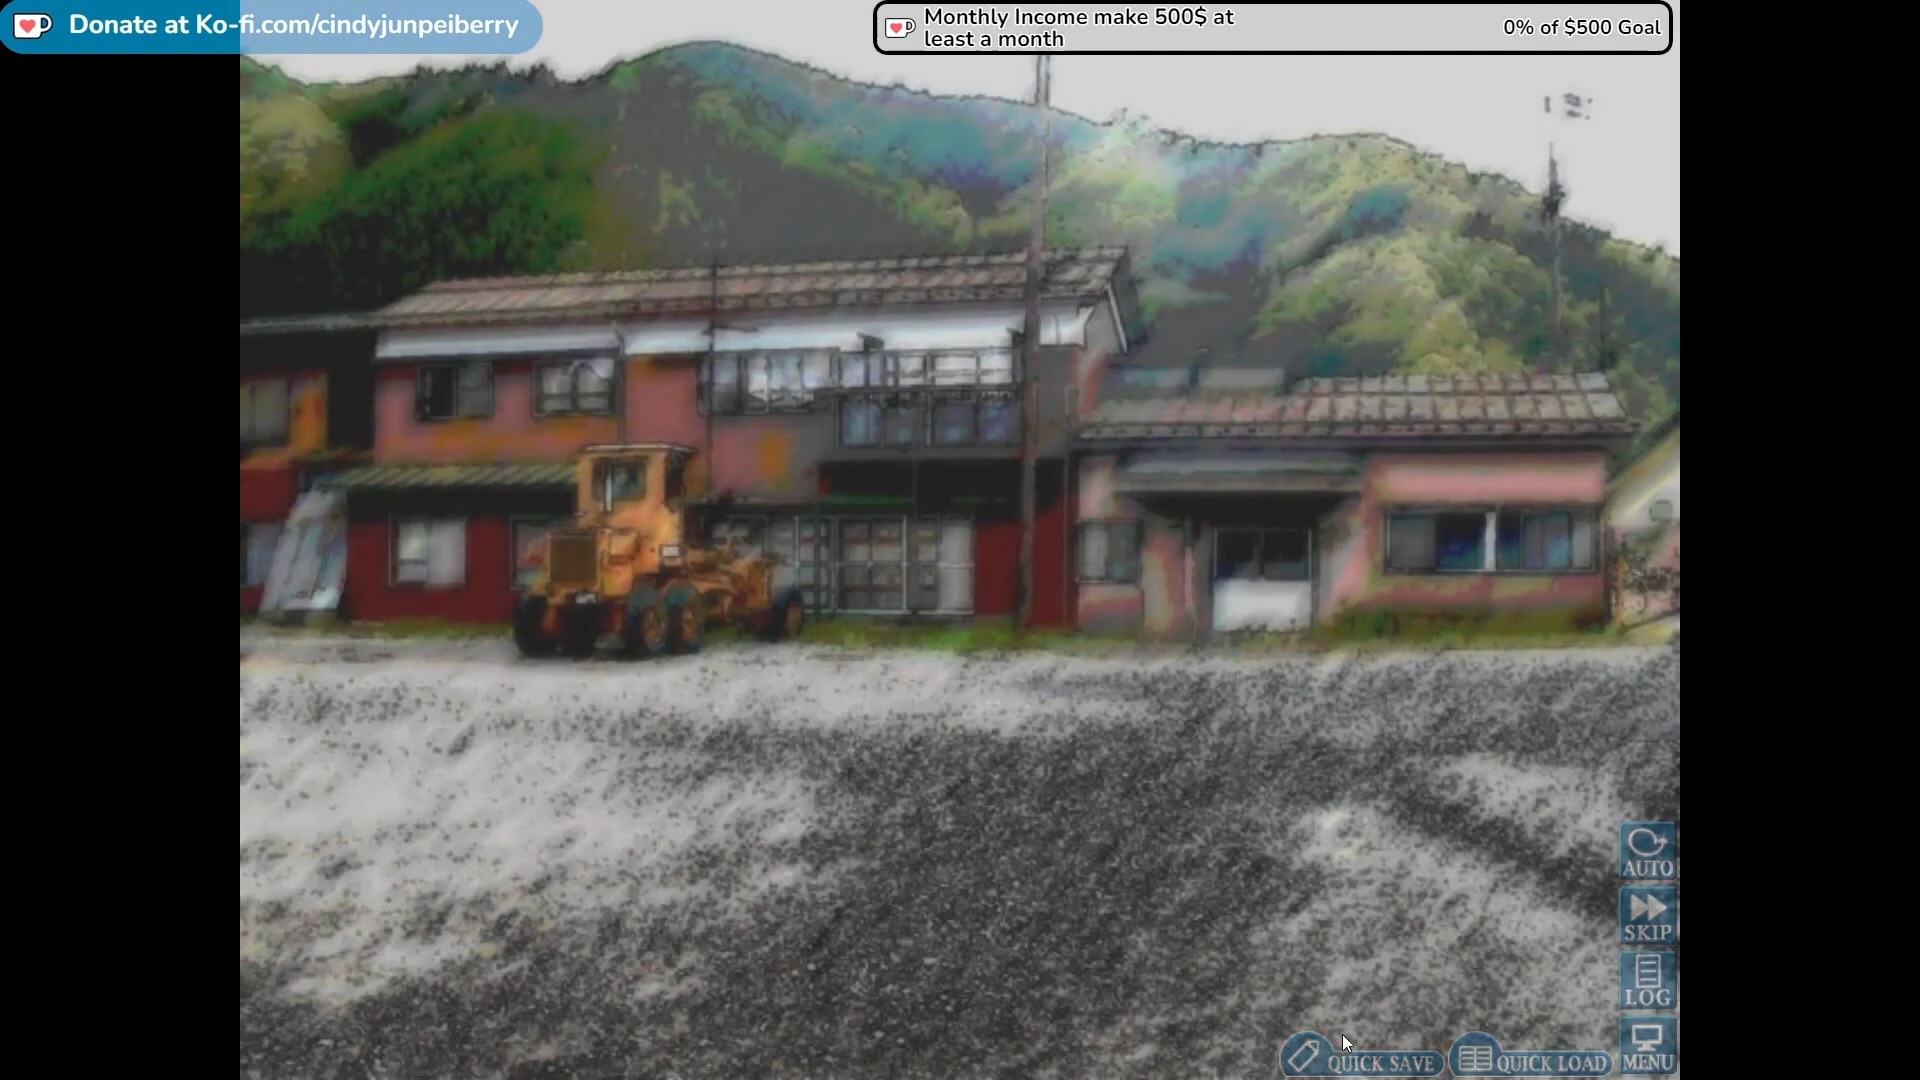 Donate at Ko-fi.com/cindyjunpeiberry
Monthly Income make 500$ at
least a month
0% of $500 Goal
AUTO
SKIP
LOG
MENU
QUICK SAVE
QUICK LOAD